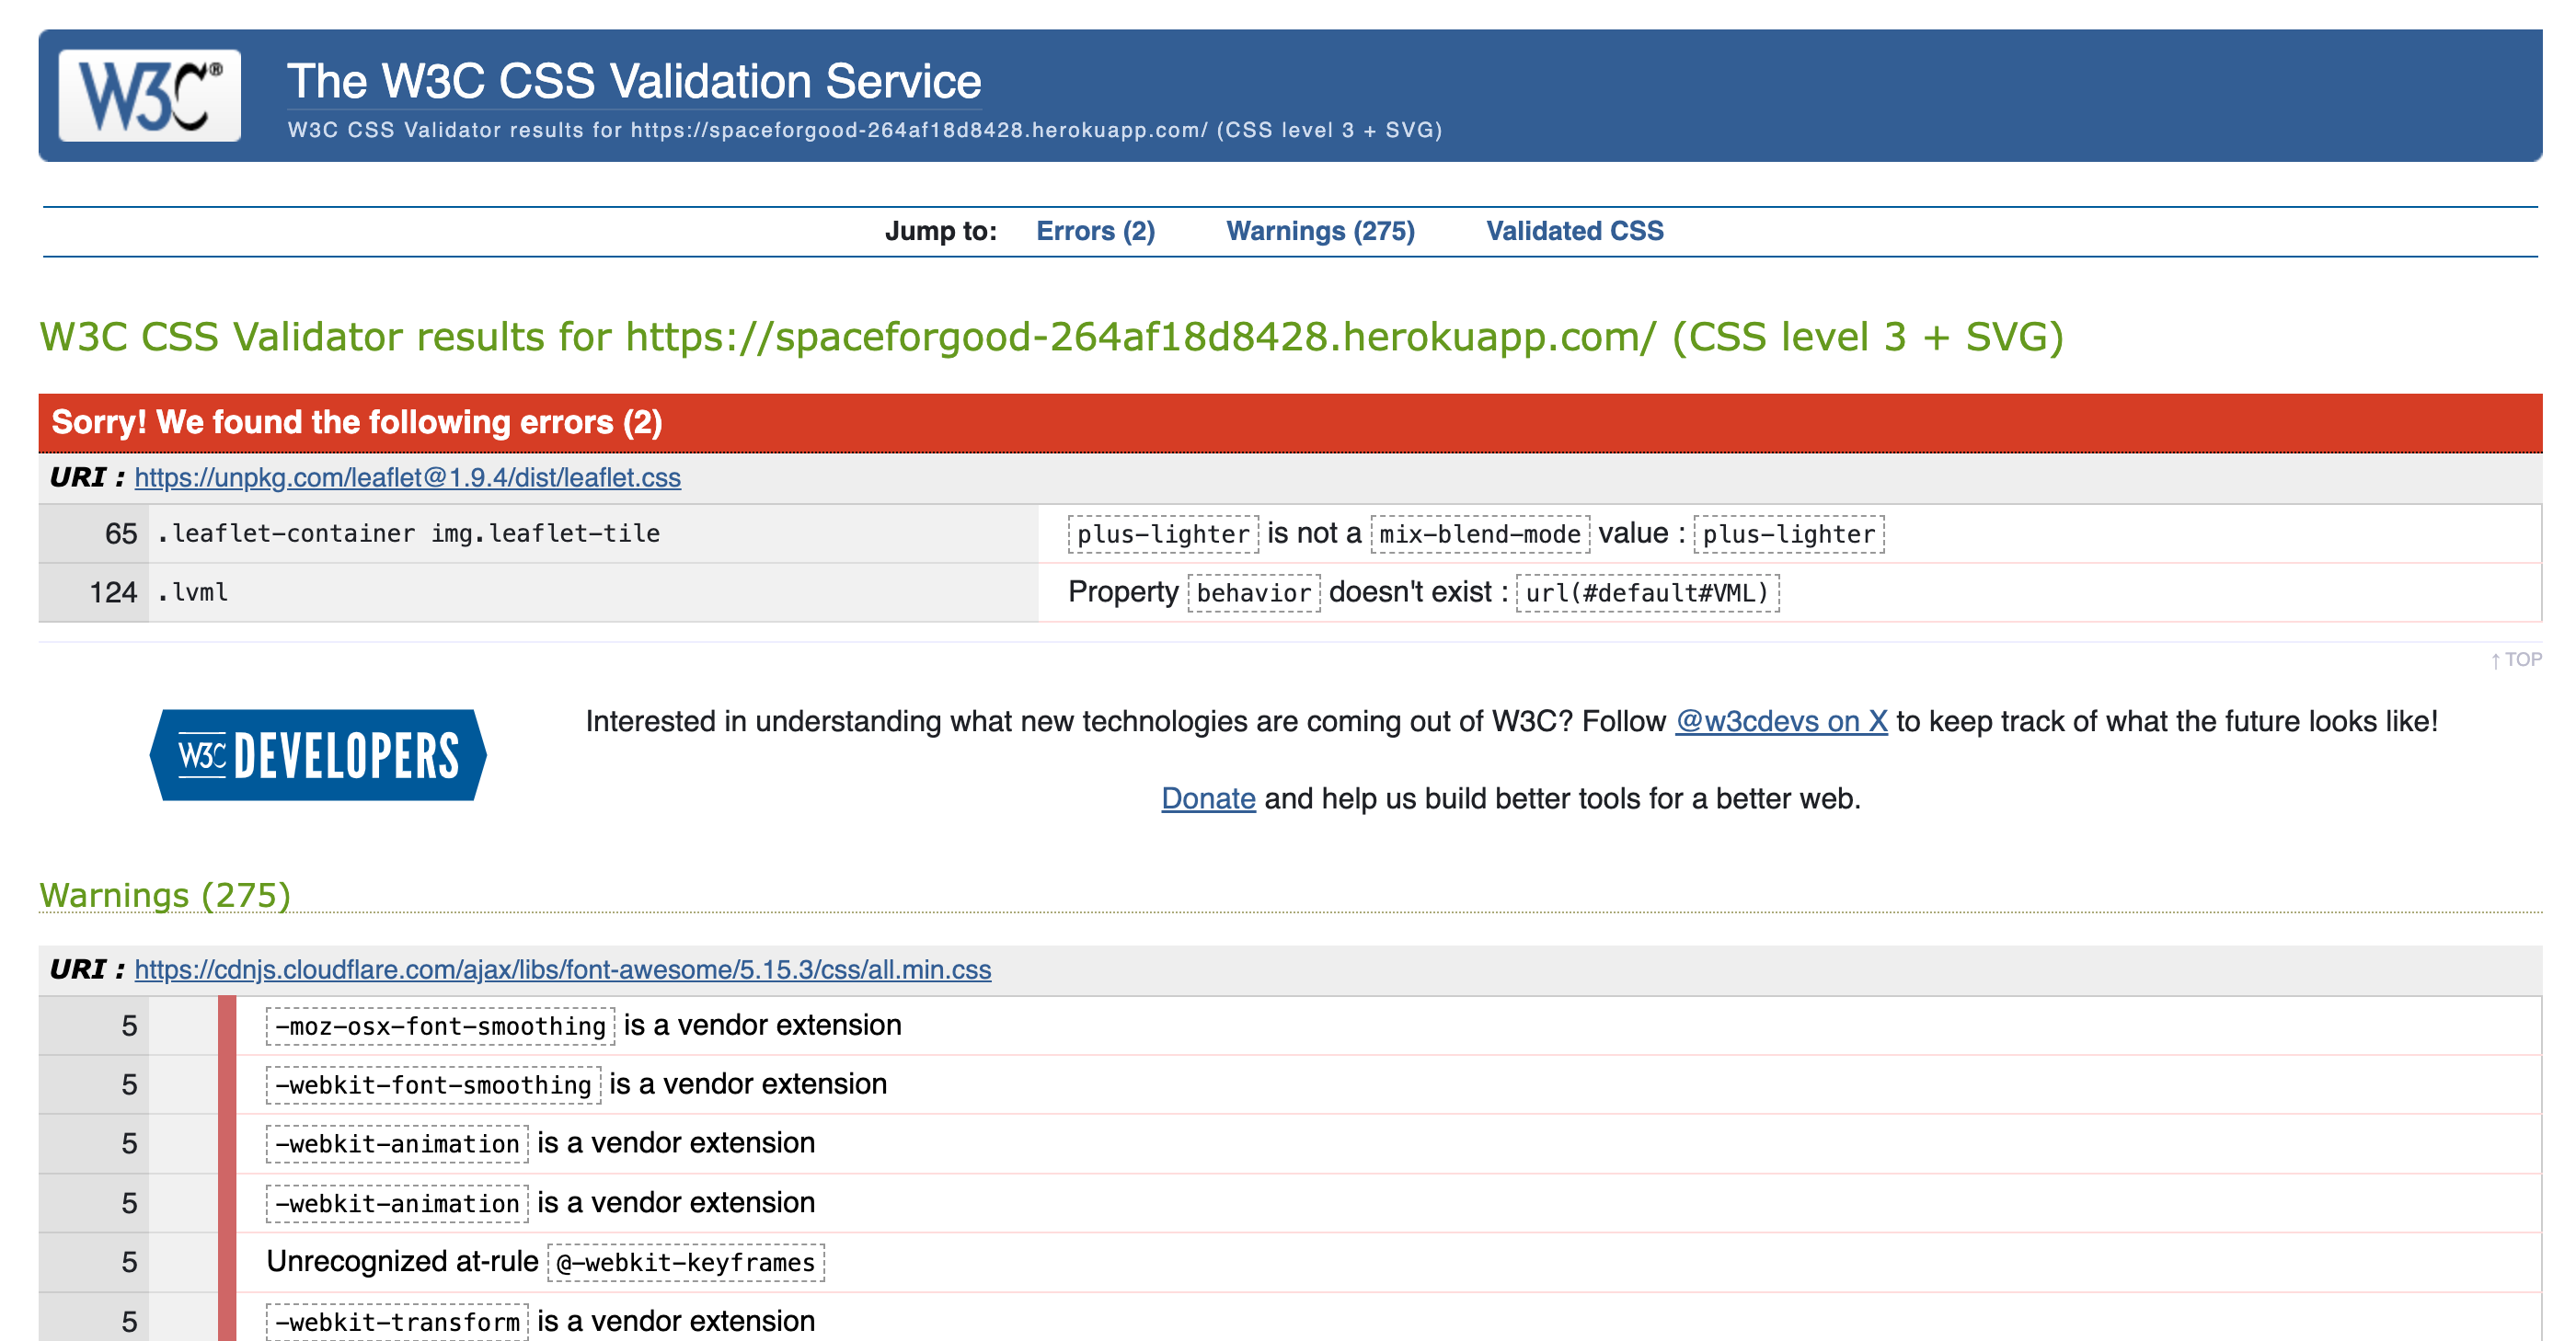 W3C®
The W3C CSS Validation Service
W3C CSS Validator results for https://spaceforgood-264af18d8428.herokuapp.com/ (CSS level 3 + SVG)
Jump to: Errors (2) Warnings (275) Validated CSS
W3C CSS Validator results for https://spaceforgood-264af18d8428.herokuapp.com/ (CSS level 3 + SVG)
Sorry! We found the following errors (2)
URI : https://unpkg.com/leaflet@1.9.4/dist/leaflet.css
65 .leaflet-container img.leaflet-tile plus-lighter is not a mix-blend-mode value : plus-lighter
124 .lvml Property behavior doesn't exist : url(#default#VML)
↑ TOP
Interested in understanding what new technologies are coming out of W3C? Follow @w3cdevs on X to keep track of what the future looks like!
W3C DEVELOPERS
Donate and help us build better tools for a better web.
Warnings (275)
URI : https://cdnjs.cloudflare.com/ajax/libs/font-awesome/5.15.3/css/all.min.css
5 -moz-osx-font-smoothing is a vendor extension
5 -webkit-font-smoothing is a vendor extension
5 -webkit-animation is a vendor extension
5 -webkit-animation is a vendor extension
5 Unrecognized at-rule @-webkit-keyframes
5 -webkit-transform is a vendor extension